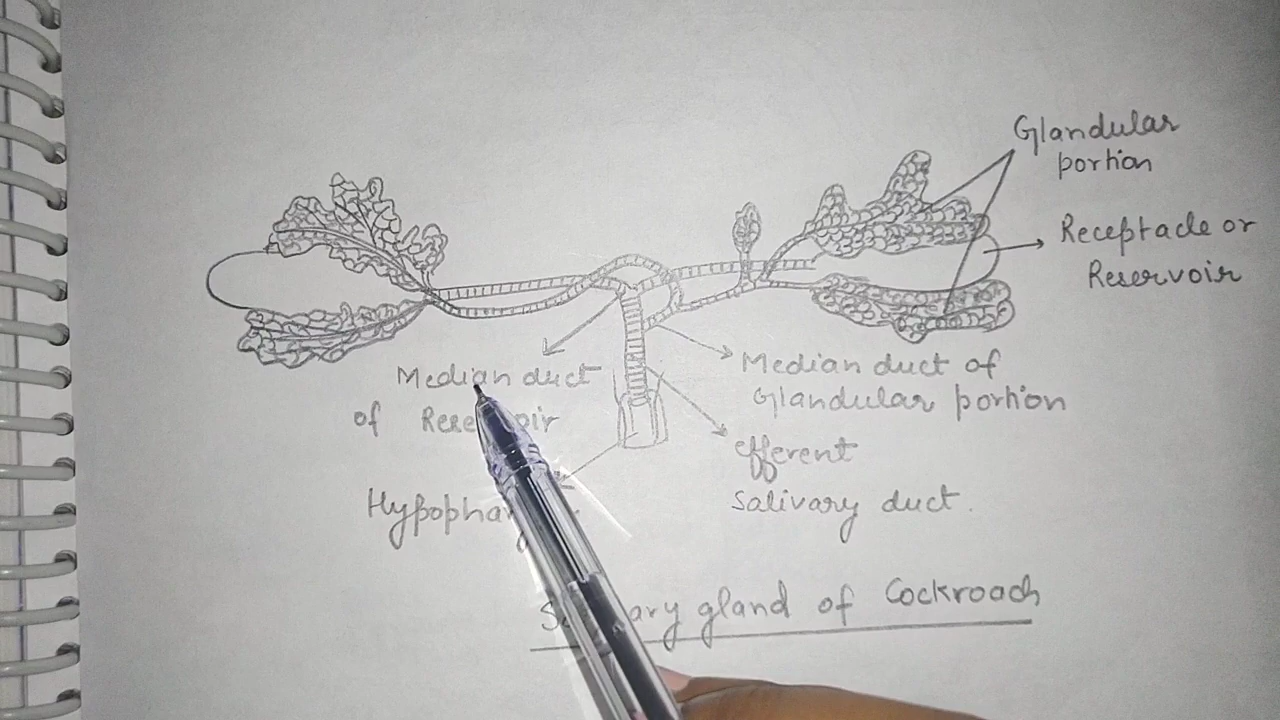 Glandular
portion
Receptacle or
Reservoir
Median duct
of
Median duct of
Glandular portion
efferent
Salivary duct.
gland of Cockroach